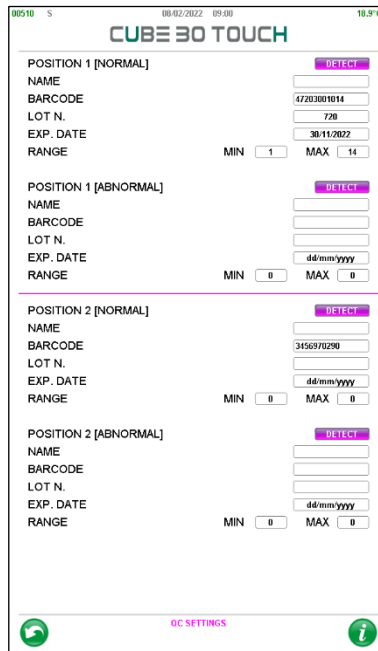 00510 S 08/02/2022 09:00 18.9°
CUBE 30 TOUCH
POSITION 1 [NORMAL] DETECT
NAME
BARCODE 47203001014
LOT N. 720
EXP. DATE 30/11/2022
RANGE MIN 1 MAX 14
POSITION 1 [ABNORMAL] DETECT
NAME
BARCODE
LOT N.
EXP. DATE dd/mm/yyyy
RANGE MIN 0 MAX 0
POSITION 2 [NORMAL] DETECT
NAME
BARCODE 3456970290
LOT N.
EXP. DATE dd/mm/yyyy
RANGE MIN 0 MAX 0
POSITION 2 [ABNORMAL] DETECT
NAME
BARCODE
LOT N.
EXP. DATE dd/mm/yyyy
RANGE MIN 0 MAX 0
QC SETTINGS
i